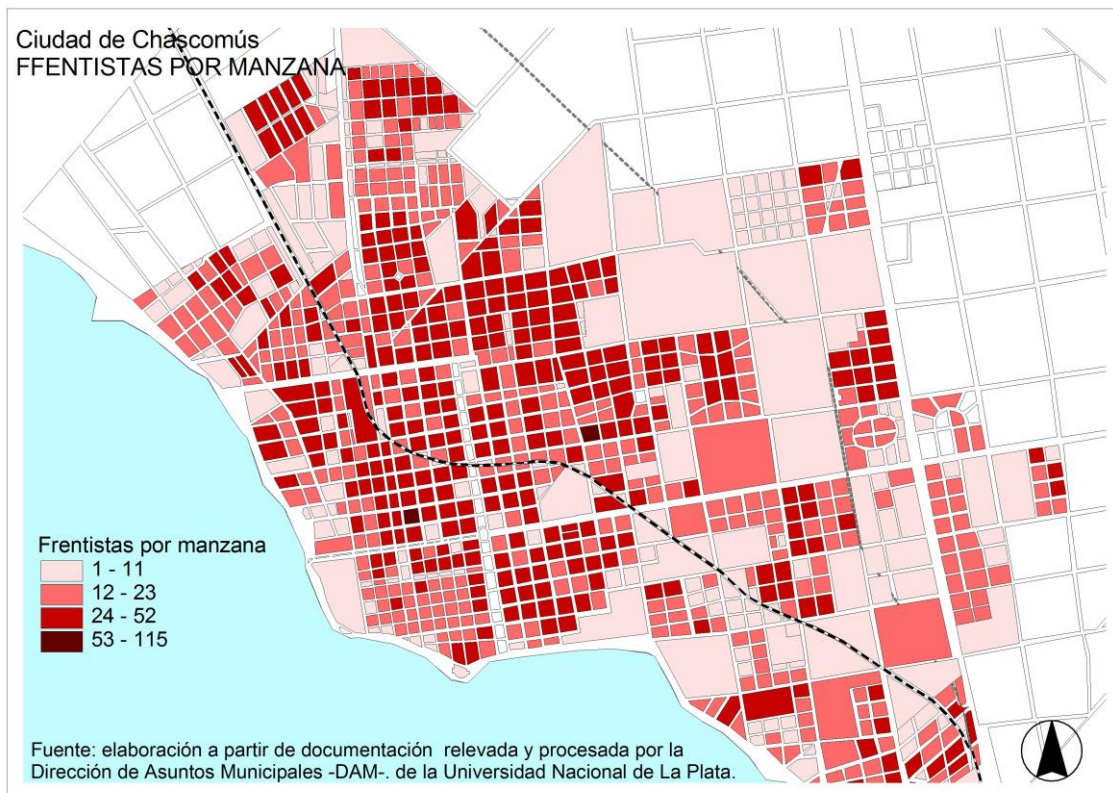 Ciudad de Chascomús
FFENTISTAS POR MANZANA
Frentistas por manzana
1 - 11
12 - 23
24 - 52
53 - 115
Fuente: elaboración a partir de documentación relevada y procesada por la
Dirección de Asuntos Municipales -DAM-. de la Universidad Nacional de La Plata.